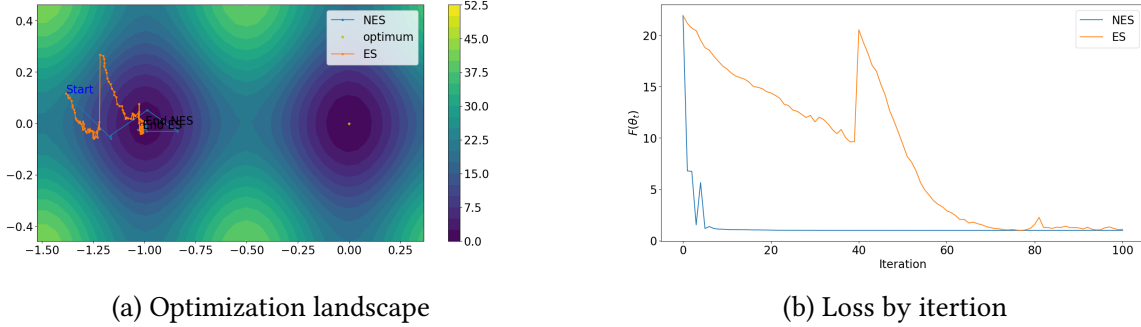 0.4
0.2
0.0
−0.2
−0.4
−1.50 −1.25 −1.00 −0.75 −0.50 −0.25 0.00 0.25
Start
End NES
End ES
NES
optimum
ES
52.5
45.0
37.5
30.0
22.5
15.0
7.5
0.0
(a) Optimization landscape
F(θt)
20
15
10
5
0
0 20 40 60 80 100
Iteration
NES
ES
(b) Loss by itertion